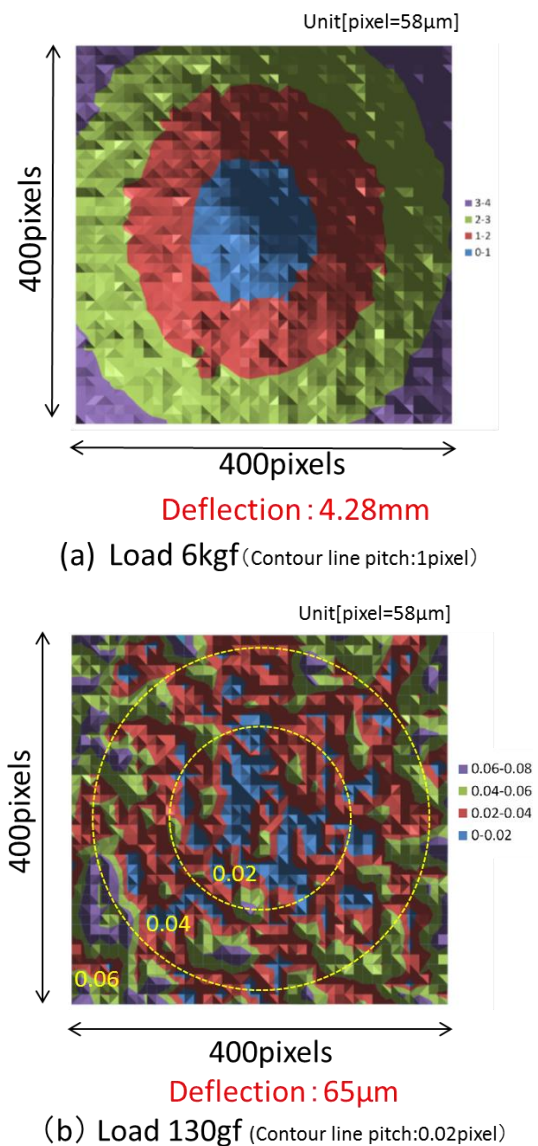 Unit[pixel=58μm]
400pixels
3-4
2-3
1-2
0-1
400pixels
Deflection：4.28mm
(a) Load 6kgf（Contour line pitch:1pixel）
Unit[pixel=58μm]
400pixels
0.06-0.08
0.04-0.06
0.02-0.04
0-0.02
0.02
0.04
0.06
400pixels
Deflection：65μm
（b）Load 130gf (Contour line pitch:0.02pixel）